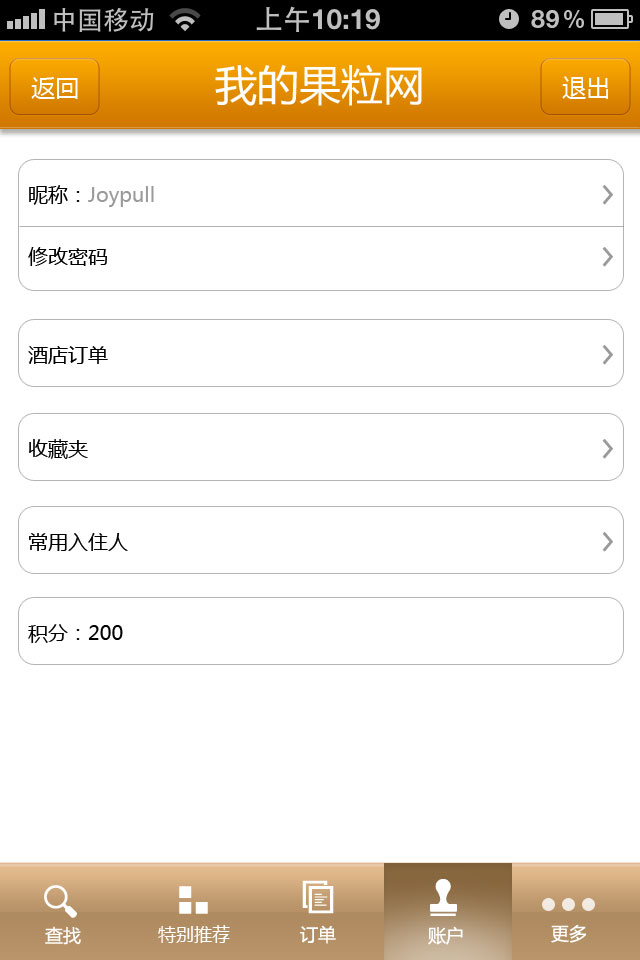 中国移动 上午10:19 89%
返回 我的果粒网 退出
昵称：Joypull
修改密码
酒店订单
收藏夹
常用入住人
积分：200
查找 特别推荐 订单 账户 更多